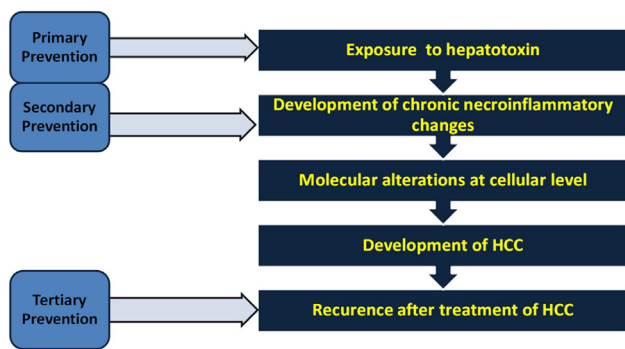 Primary
Prevention
Exposure to hepatotoxin
Secondary
Prevention
Development of chronic necroinflammatory
changes
Molecular alterations at cellular level
Development of HCC
Tertiary
Prevention
Recurence after treatment of HCC